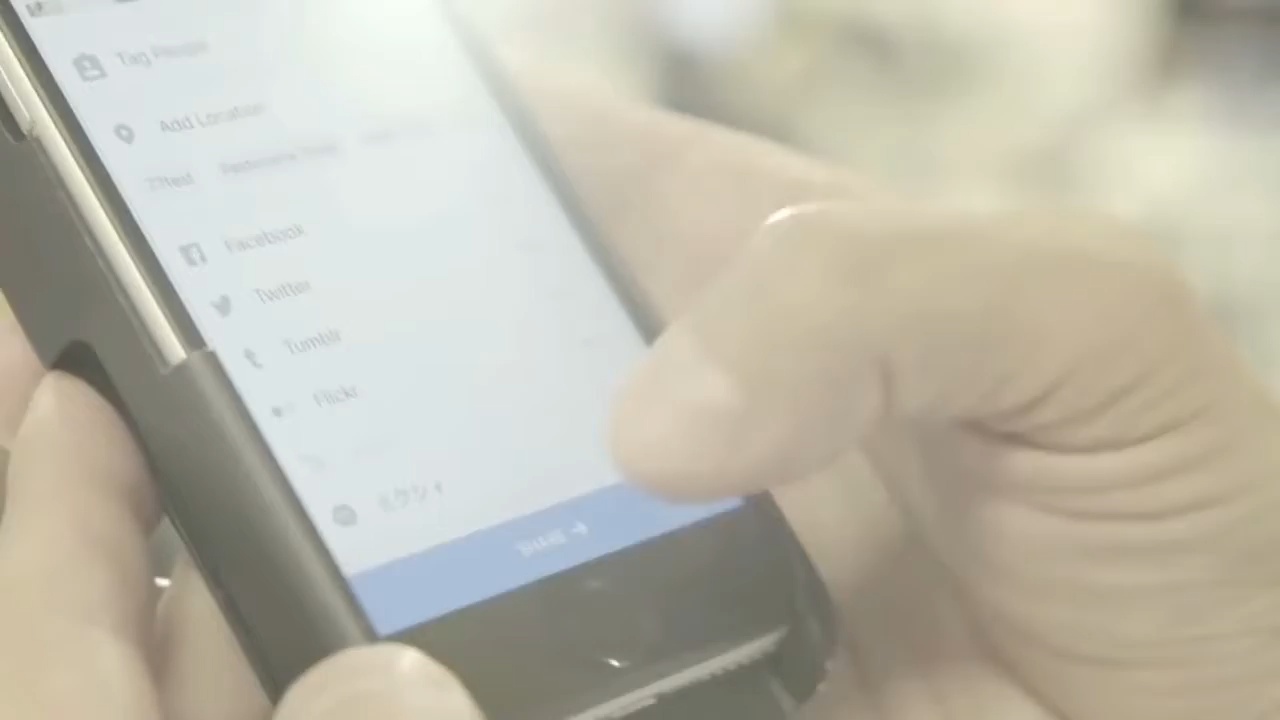 Tag People
Add Location
Facebook
Twitter
Tumblr
Flickr
ミクシィ
SHARE